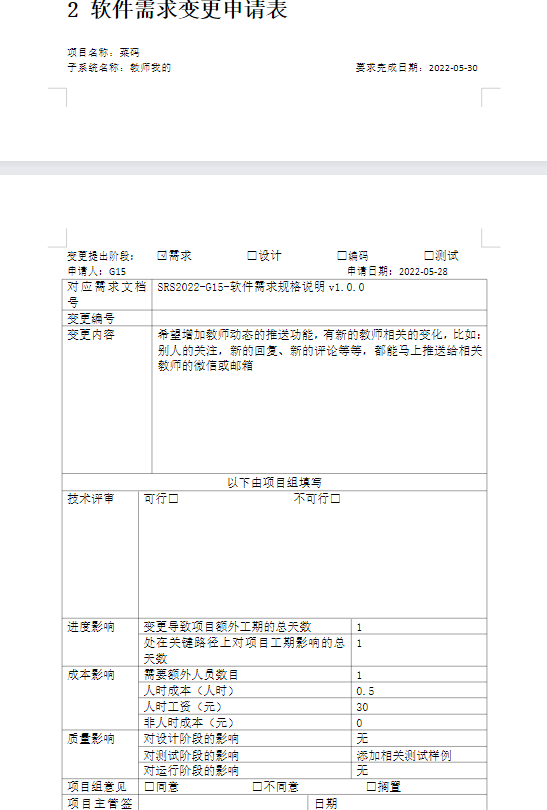 2 软件需求变更申请表
项目名称：菜码
子系统名称：教师我的 要求完成日期：2022-05-30
变更提出阶段： ☑需求 □设计 □编码 □测试
申请人：G15 申请日期：2022-05-28
对应需求文档 SRS2022-G15-软件需求规格说明 v1.0.0
号
变更编号
变更内容 希望增加教师动态的推送功能，有新的教师相关的变化，比如：
别人的关注，新的回复、新的评论等等，都能马上推送给相关
教师的微信或邮箱
以下由项目组填写
技术评审 可行□ 不可行□
进度影响 变更导致项目额外工期的总天数 1
处在关键路径上对项目工期影响的总 1
天数
成本影响 需要额外人员数目 1
人时成本（人时） 0.5
人时工资（元） 30
非人时成本（元） 0
质量影响 对设计阶段的影响 无
对测试阶段的影响 添加相关测试样例
对运行阶段的影响 无
项目组意见 □同意 □不同意 □搁置
项目主管签 日期